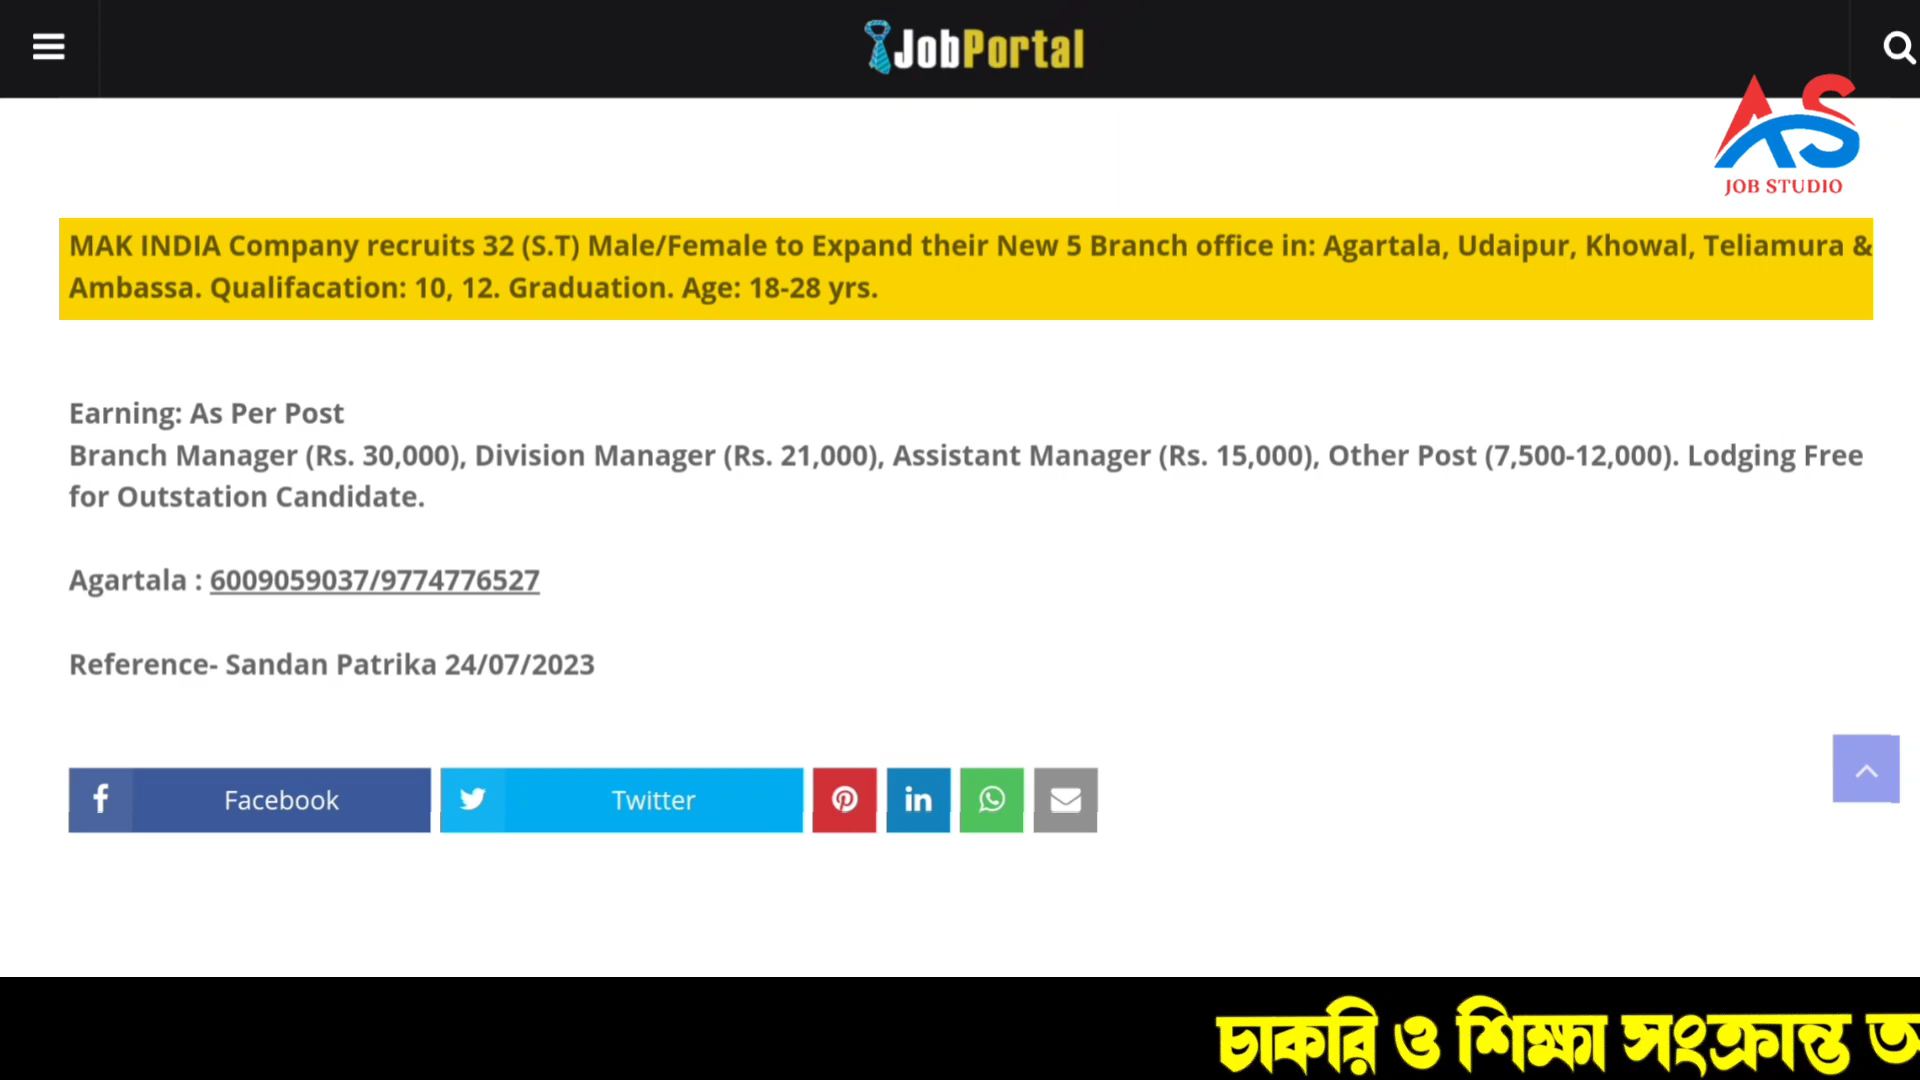 JobPortal
AS
JOB STUDIO
MAK INDIA Company recruits 32 (S.T) Male/Female to Expand their New 5 Branch office in: Agartala, Udaipur, Khowal, Teliamura &
Ambassa. Qualifacation: 10, 12. Graduation. Age: 18-28 yrs.
Earning: As Per Post
Branch Manager (Rs. 30,000), Division Manager (Rs. 21,000), Assistant Manager (Rs. 15,000), Other Post (7,500-12,000). Lodging Free
for Outstation Candidate.
Agartala : 6009059037/9774776527
Reference- Sandan Patrika 24/07/2023
Facebook
Twitter
চাকরি ও শিক্ষা সংক্রান্ত